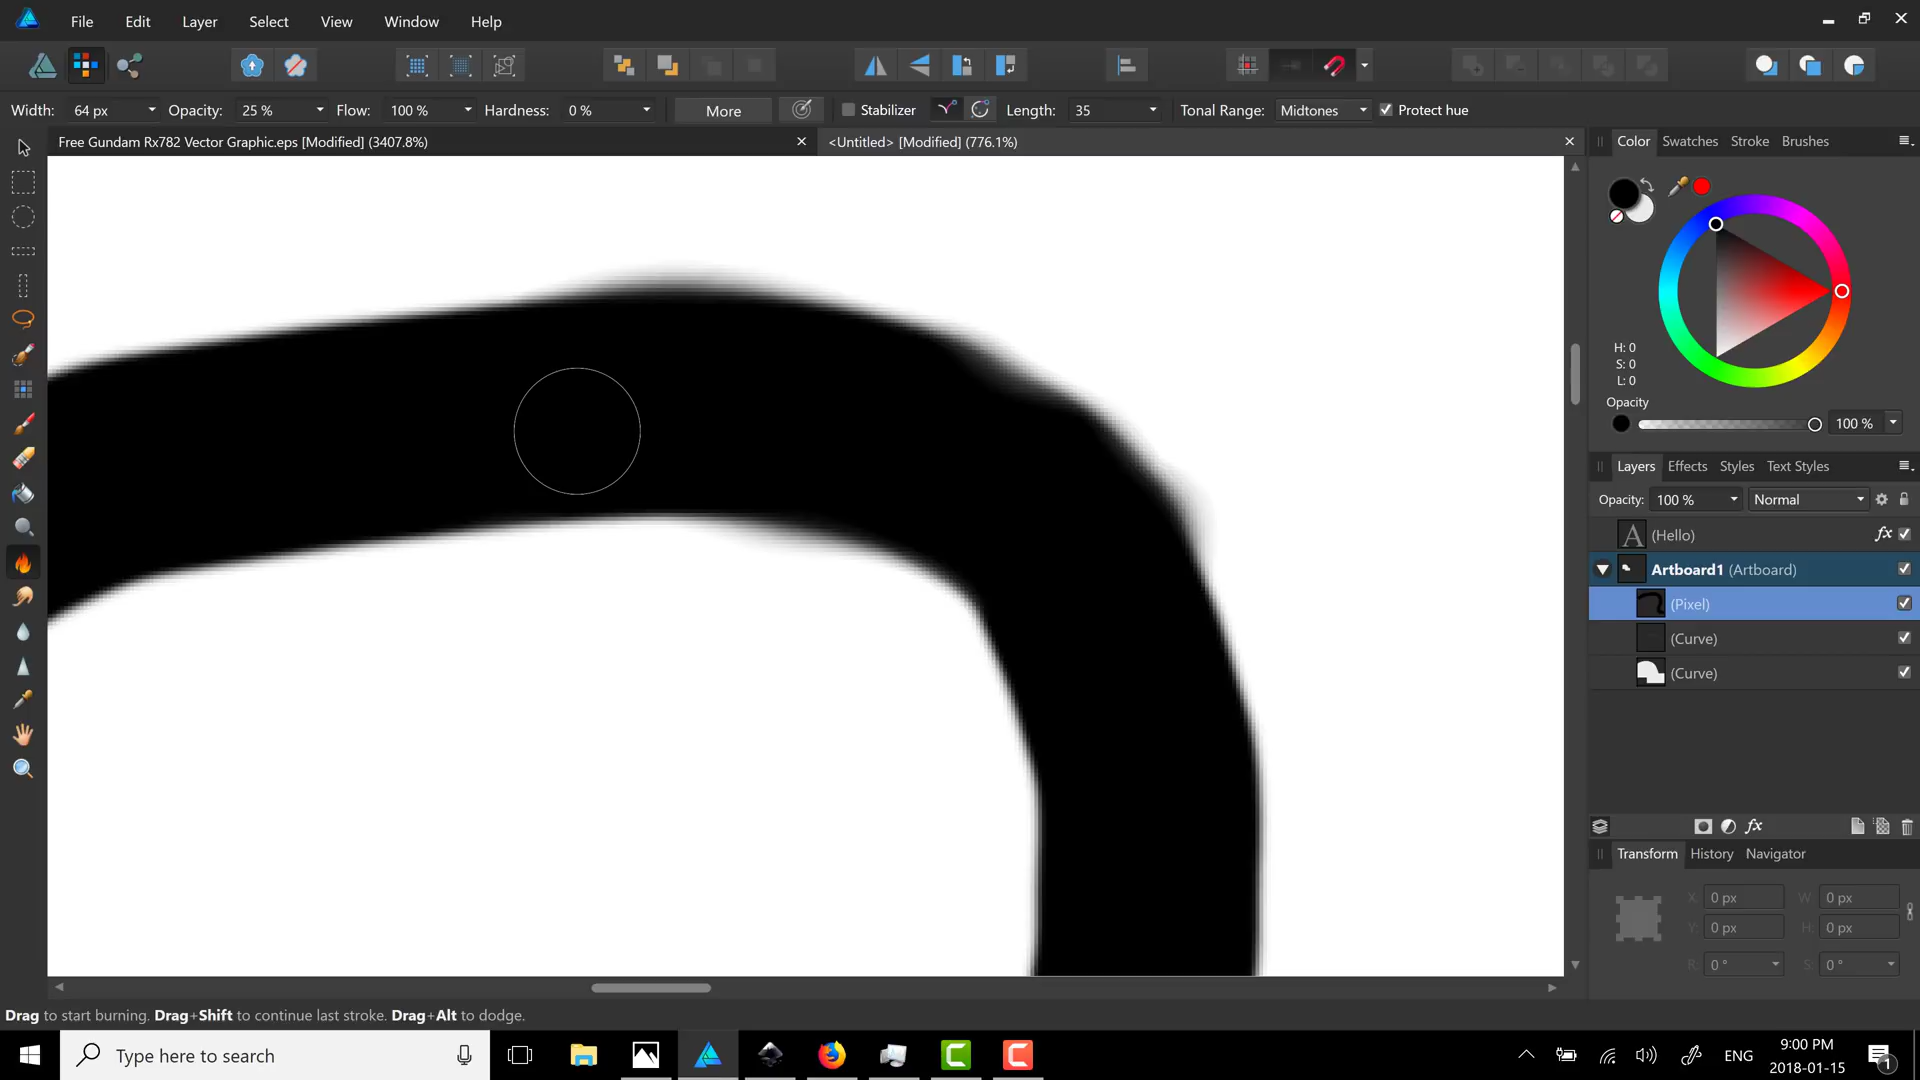 File Edit Layer Select View Window Help
Width: 64 px Opacity: 25 % Flow: 100 % Hardness: 0 % More Stabilizer Length: 35 Tonal Range: Midtones Protect hue
Free Gundam Rx782 Vector Graphic.eps [Modified] (3407.8%) <Untitled> [Modified] (776.1%)
Color Swatches Stroke Brushes
H: 0
S: 0
L: 0
Opacity
100 %
Layers Effects Styles Text Styles
Opacity: 100 % Normal
A (Hello) fx
Artboard1 (Artboard)
(Pixel)
(Curve)
(Curve)
fx
Transform History Navigator
X: 0 px W: 0 px
Y: 0 px H: 0 px
R: 0 ° S: 0 °
Drag to start burning. Drag+Shift to continue last stroke. Drag+Alt to dodge.
Type here to search
ENG
9:00 PM
2018-01-15
1